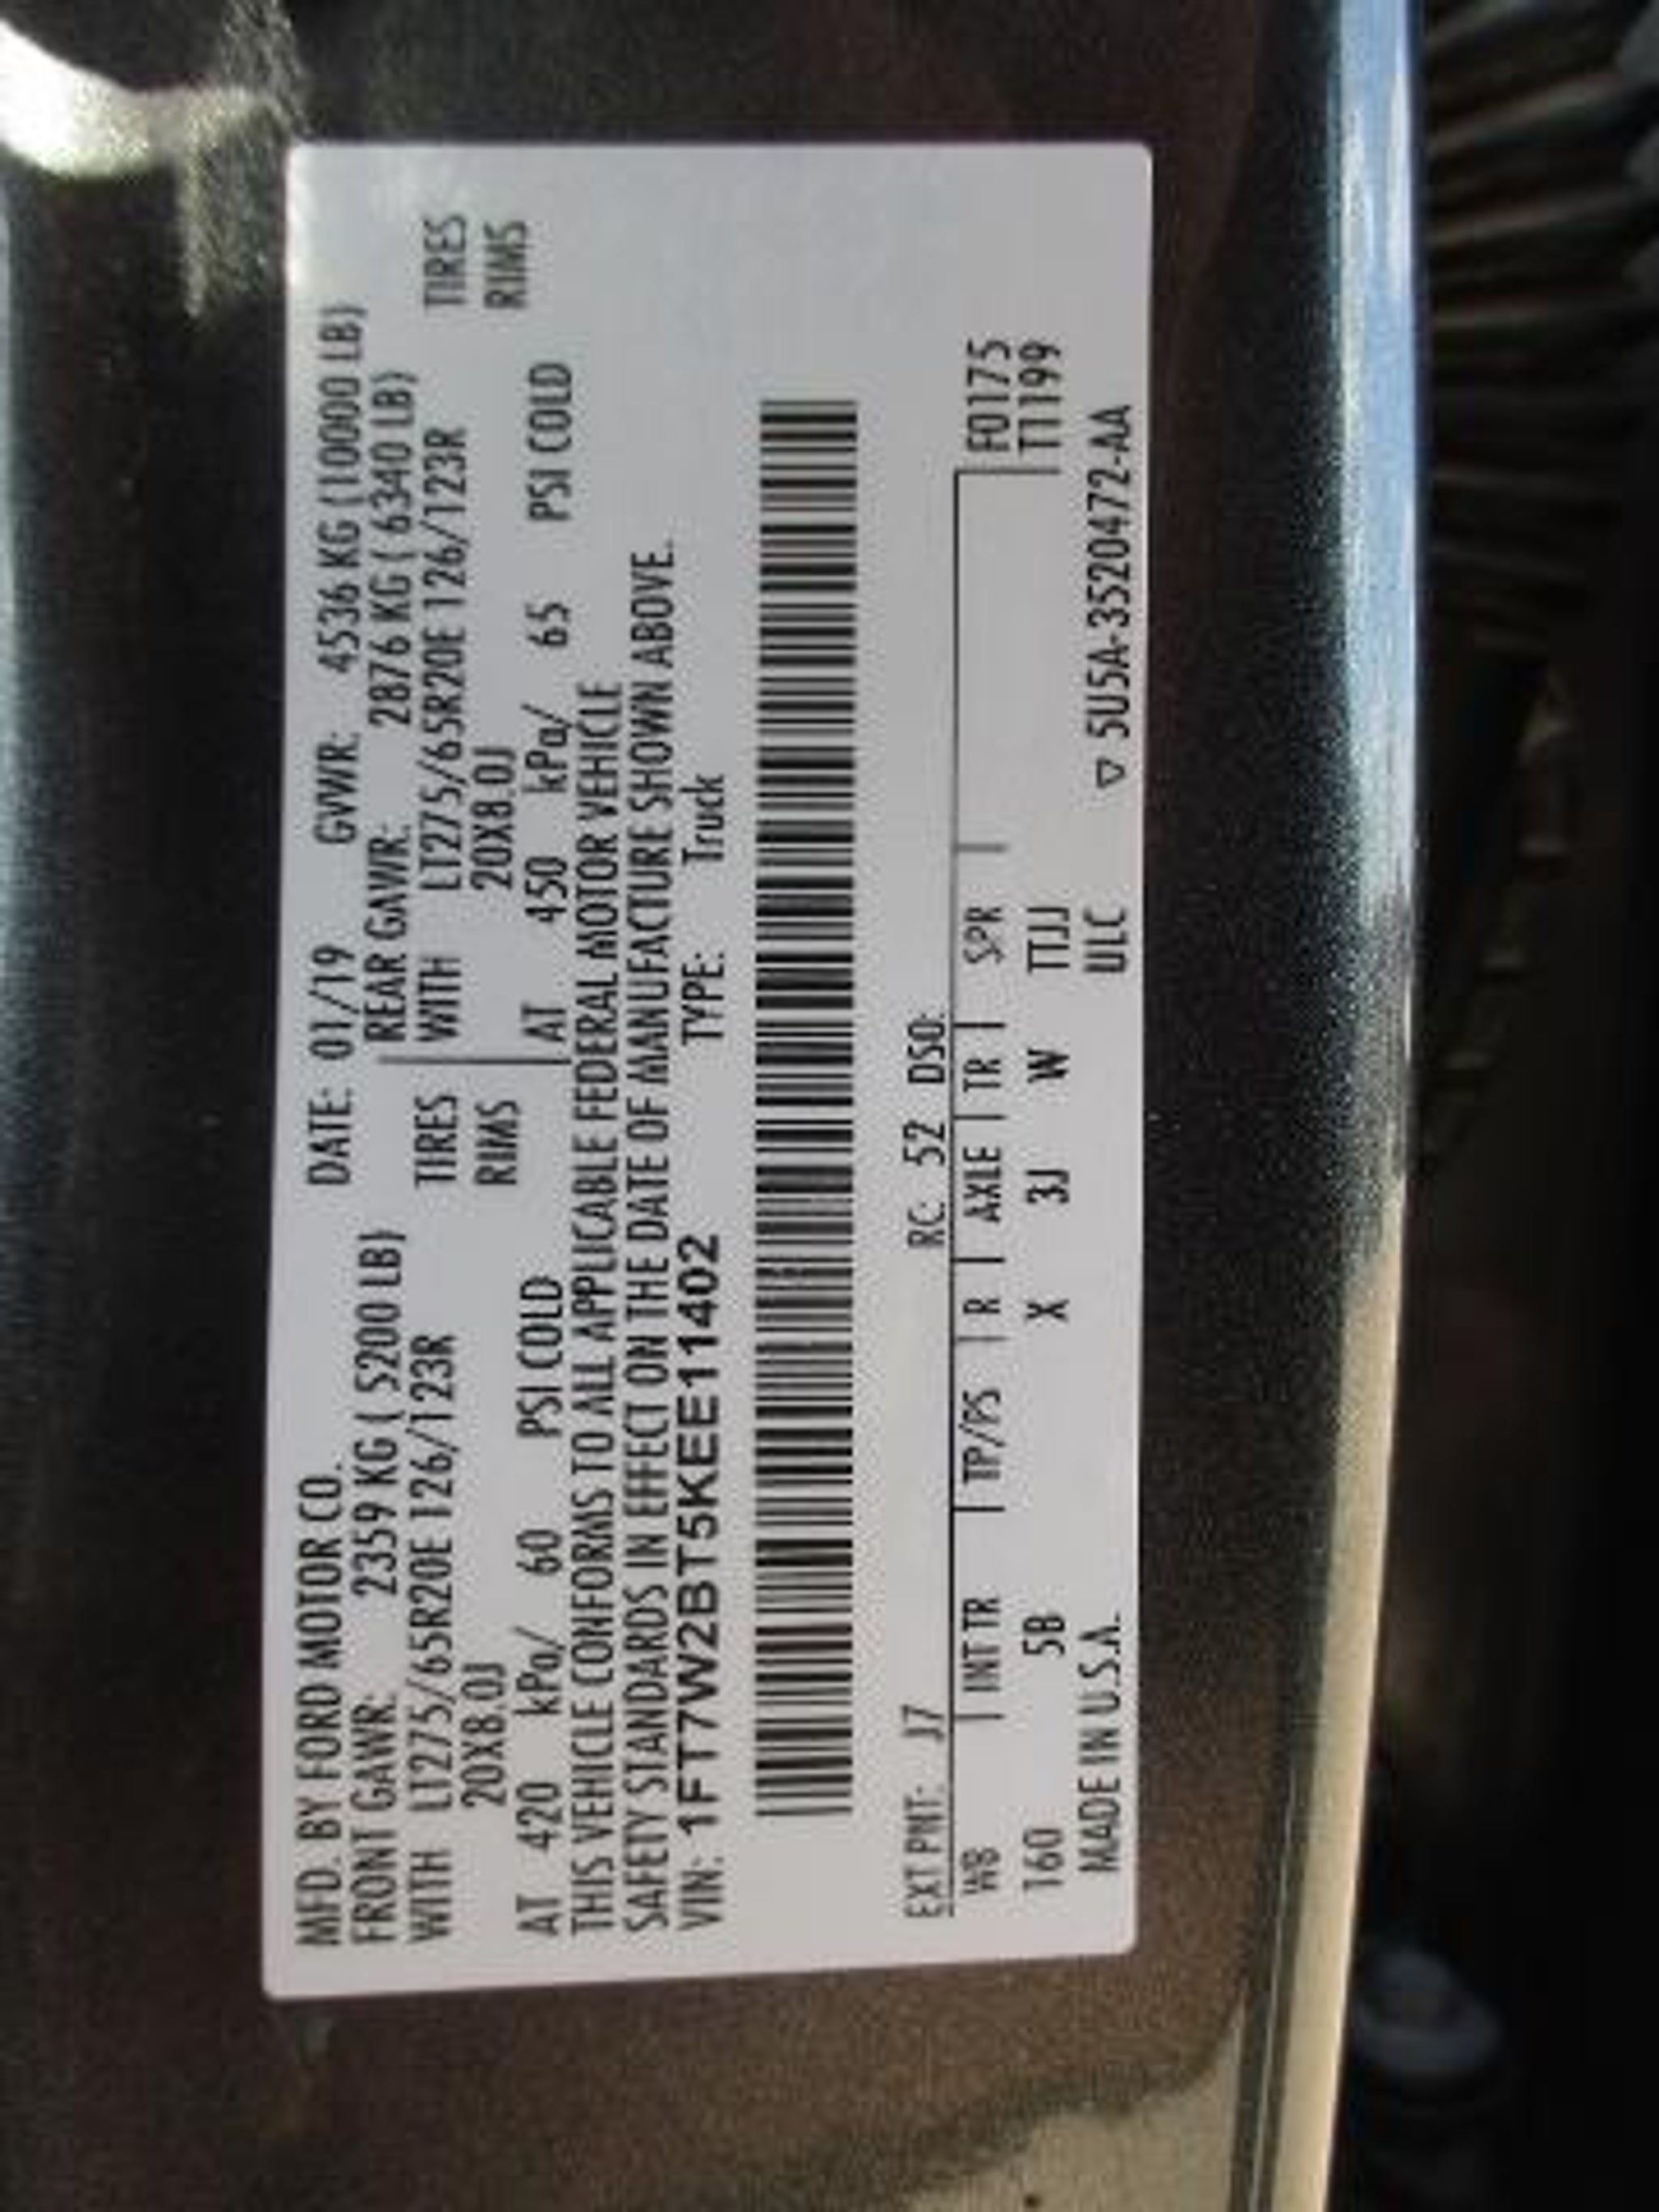 MFD. BY FORD MOTOR CO. DATE: 01/19 GVWR: 4536 KG (10000 LB)
FRONT GAWR: 2359 KG ( 5200 LB) REAR GAWR: 2876 KG ( 6340 LB)
WITH LT275/65R20E 126/123R TIRES WITH LT275/65R20E 126/123R TIRES
20X8.0J RIMS 20X8.0J RIMS
AT 420 kPa/ 60 PSI COLD AT 450 kPa/ 65 PSI COLD
THIS VEHICLE CONFORMS TO ALL APPLICABLE FEDERAL MOTOR VEHICLE
SAFETY STANDARDS IN EFFECT ON THE DATE OF MANUFACTURE SHOWN ABOVE.
VIN: 1FT7W2BT5KEE11402 TYPE: Truck
EXT PNT: J7 RC: 52 DSO:
WB | INT TR | TP/PS | R | AXLE | TR | SPR | F0175
160 5B X 3J W TTJJ T1199
MADE IN U.S.A. ULC ▽ 5U5A-3520472-AA